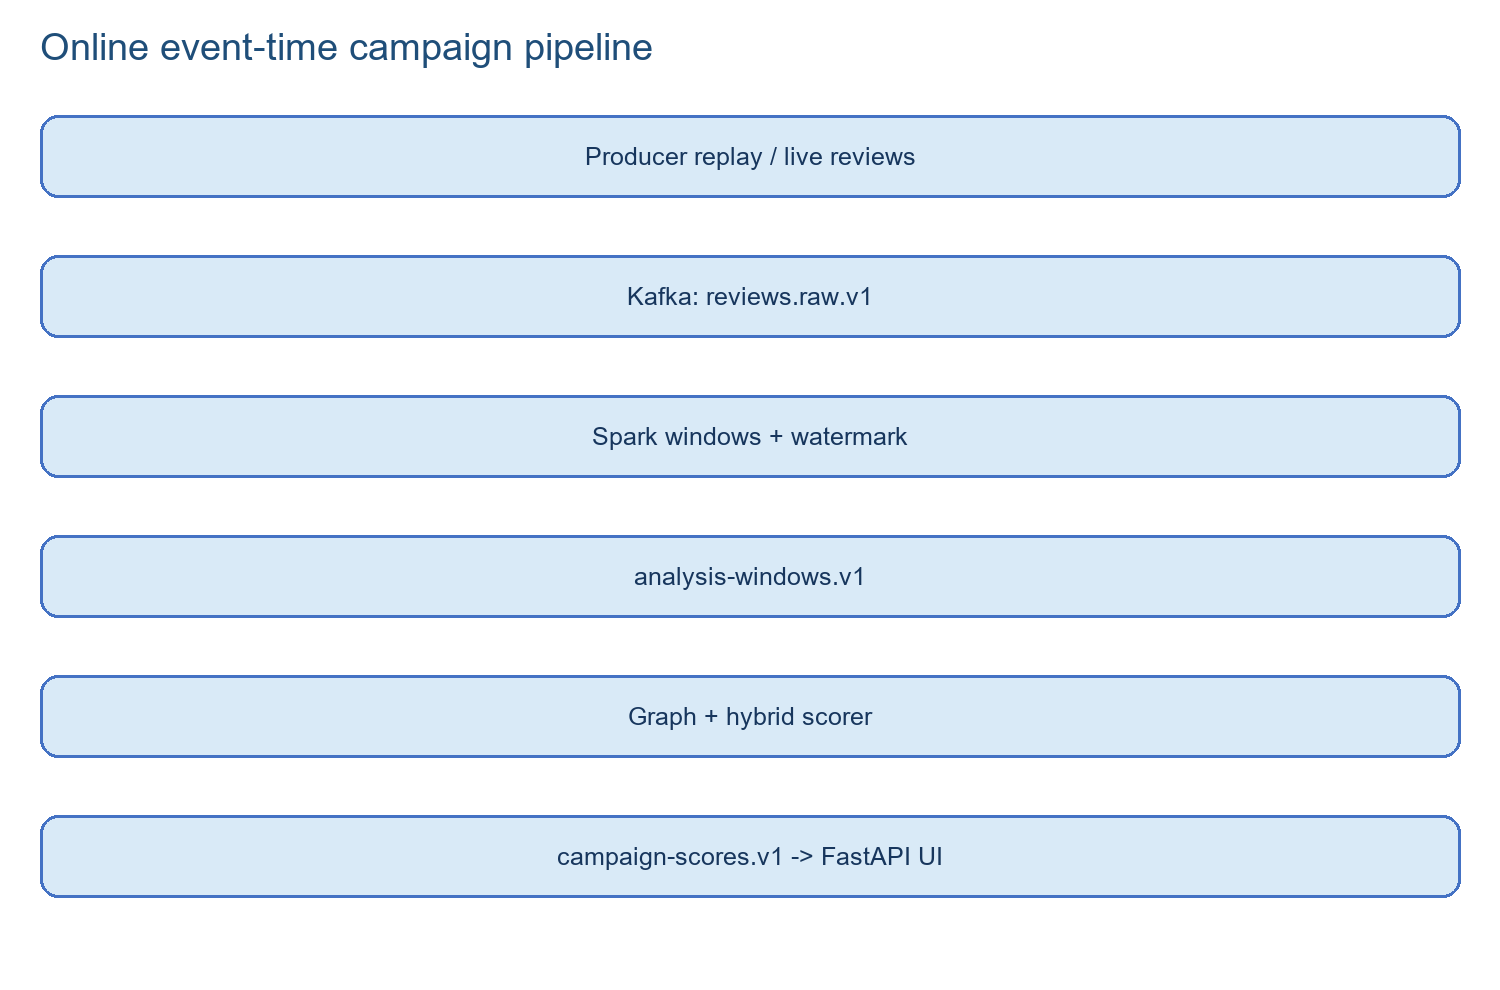 Online event-time campaign pipeline
Producer replay / live reviews
Kafka: reviews.raw.v1
Spark windows + watermark
analysis-windows.v1
Graph + hybrid scorer
campaign-scores.v1 -> FastAPI UI